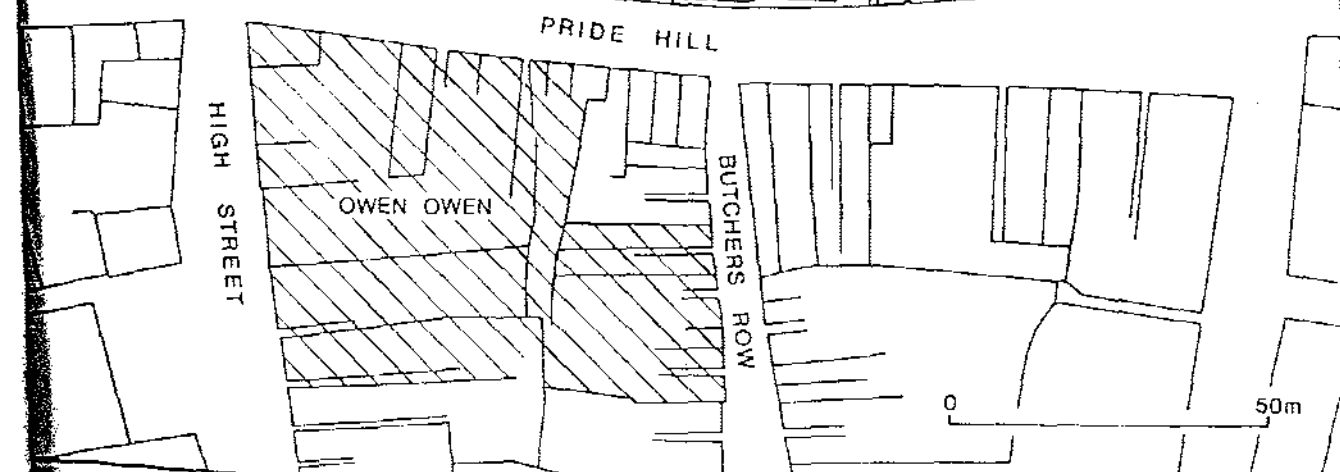 PRIDE HILL
HIGH STREET
OWEN OWEN
BUTCHERS ROW
0 50m